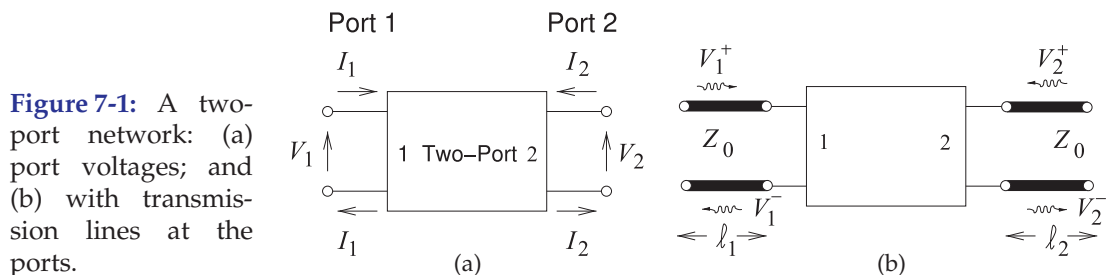 Figure 7-1: A two-
port network: (a)
port voltages; and
(b) with transmis-
sion lines at the
ports.
Port 1 Port 2
I1 I2
V1 1 Two–Port 2 V2
I1 I2
(a)
V1+ V2+
Z0 1 2 Z0
V1− V2−
ℓ1 ℓ2
(b)